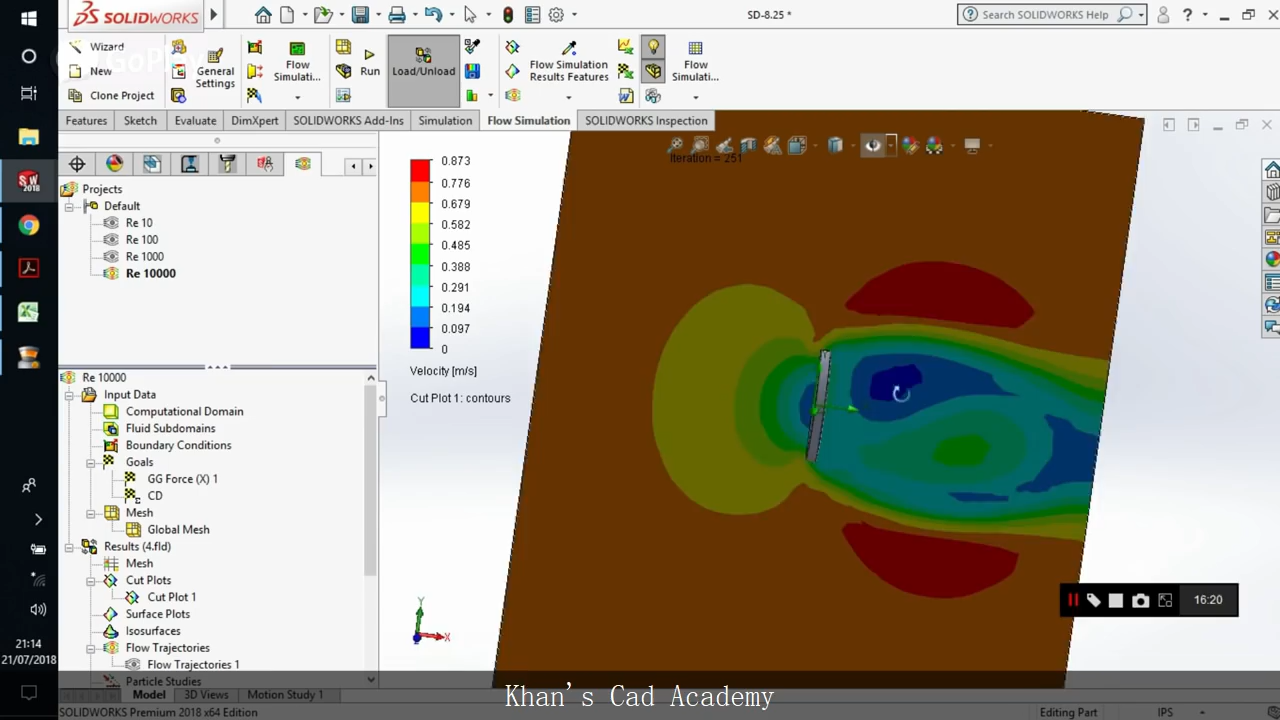 SOLIDWORKS
SD-8.25 *
Search SOLIDWORKS Help
Wizard
New
Clone Project
General Settings
Flow Simulati...
Run
Load/Unload
Flow Simulation Results Features
Flow Simulati...
GoPlay
Features
Sketch
Evaluate
DimXpert
SOLIDWORKS Add-Ins
Simulation
Flow Simulation
SOLIDWORKS Inspection
Iteration = 251
Projects
Default
Re 10
Re 100
Re 1000
Re 10000
0.873
0.776
0.679
0.582
0.485
0.388
0.291
0.194
0.097
0
Velocity [m/s]
Cut Plot 1: contours
Re 10000
Input Data
Computational Domain
Fluid Subdomains
Boundary Conditions
Goals
GG Force (X) 1
CD
Mesh
Global Mesh
Results (4.fld)
Mesh
Cut Plots
Cut Plot 1
Surface Plots
Isosurfaces
Flow Trajectories
Flow Trajectories 1
Particle Studies
Y
X
16:20
21:14
21/07/2018
Model
3D Views
Motion Study 1
Khan's Cad Academy
SOLIDWORKS Premium 2018 x64 Edition
Editing Part
IPS